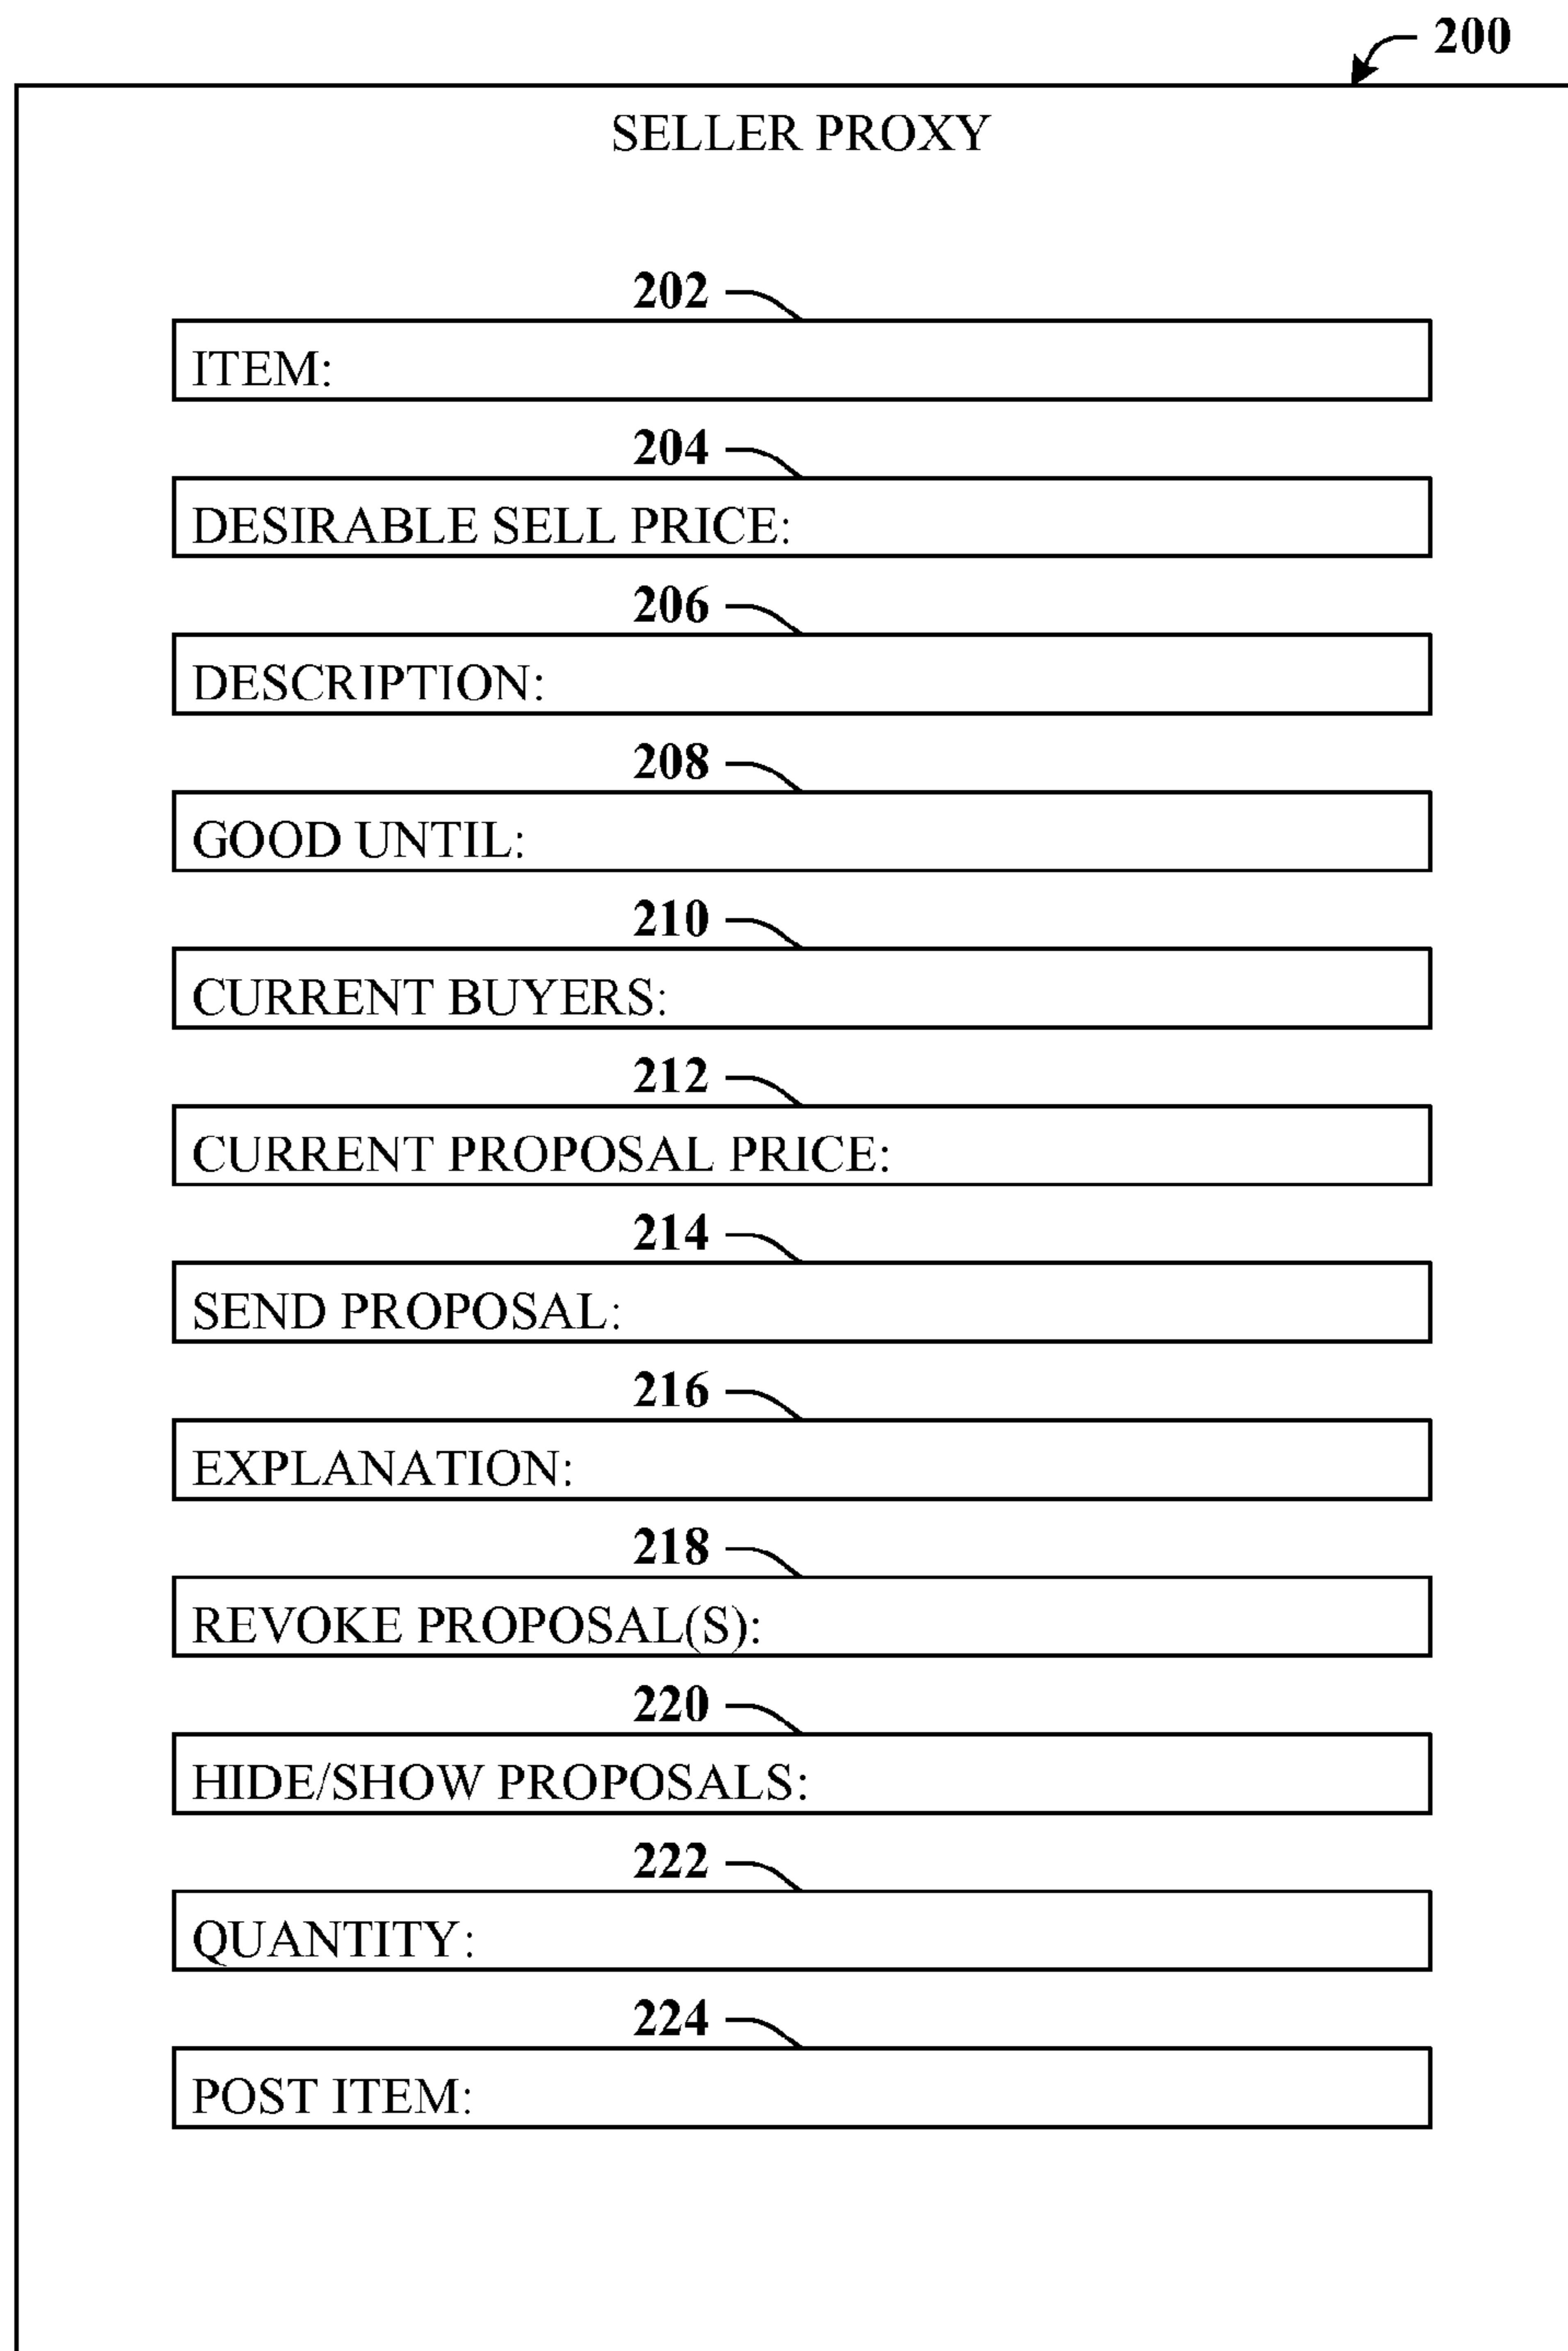 200
SELLER PROXY
202
ITEM:
204
DESIRABLE SELL PRICE:
206
DESCRIPTION:
208
GOOD UNTIL:
210
CURRENT BUYERS:
212
CURRENT PROPOSAL PRICE:
214
SEND PROPOSAL:
216
EXPLANATION:
218
REVOKE PROPOSAL(S):
220
HIDE/SHOW PROPOSALS:
222
QUANTITY:
224
POST ITEM: